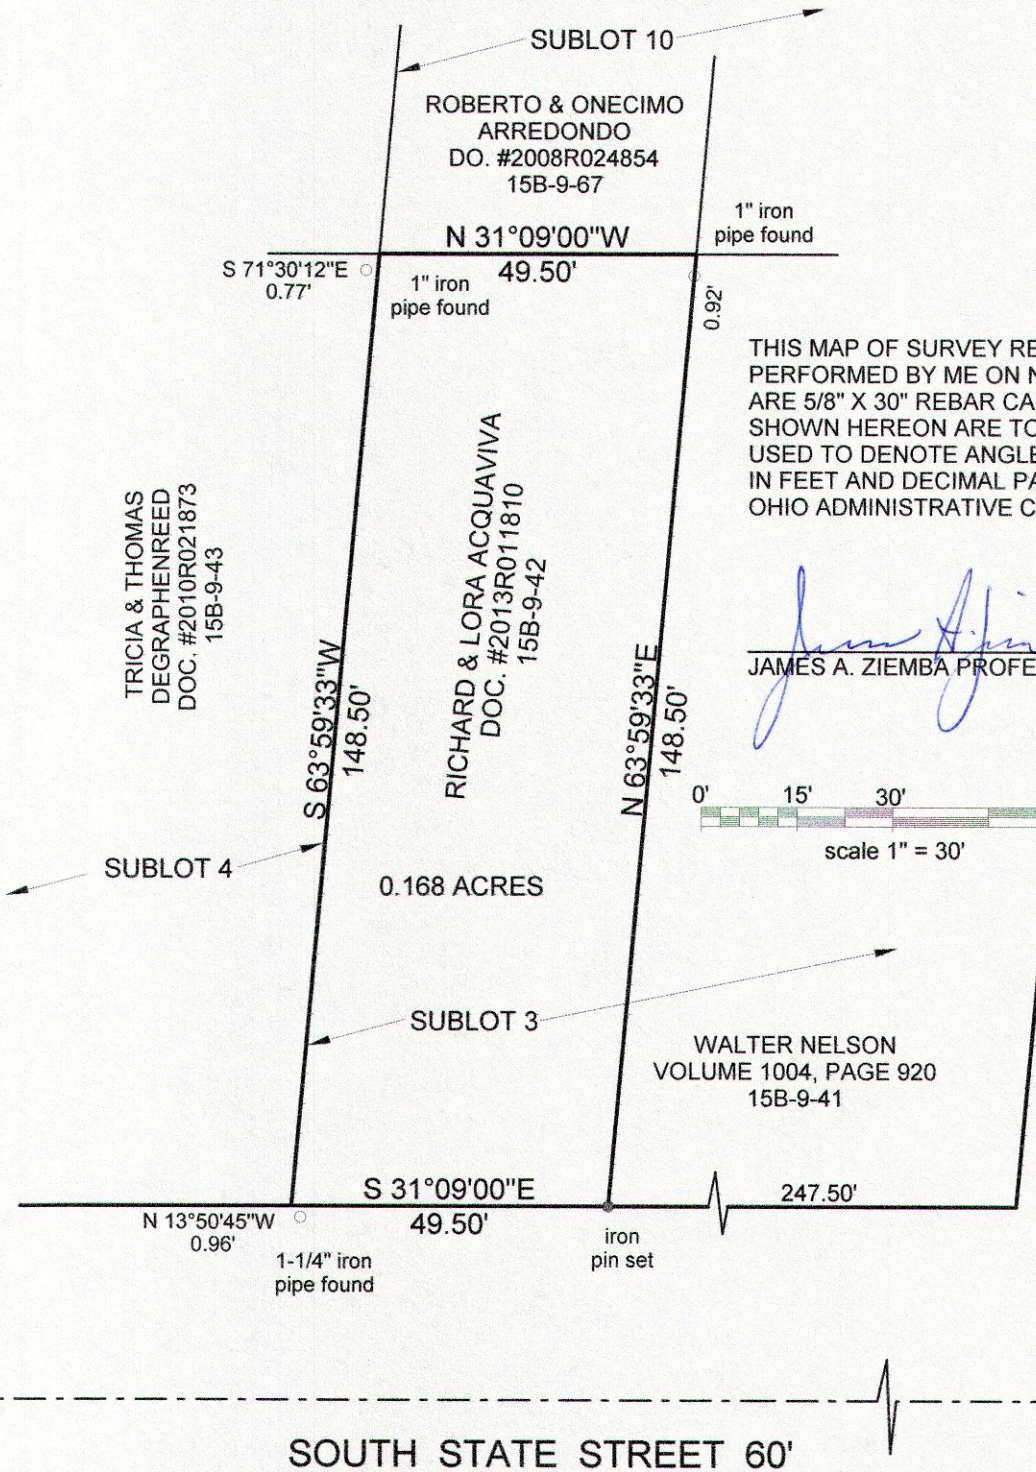 SUBLOT 10
ROBERTO & ONECIMO
ARREDONDO
DO. #2008R024854
15B-9-67
1" iron
pipe found
N 31°09'00"W
49.50'
S 71°30'12"E
0.77'
1" iron
pipe found
0.92'
THIS MAP OF SURVEY RE
PERFORMED BY ME ON N
ARE 5/8" X 30" REBAR CA
SHOWN HEREON ARE TO
USED TO DENOTE ANGLE
IN FEET AND DECIMAL PA
OHIO ADMINISTRATIVE C
TRICIA & THOMAS
DEGRAPHENREED
DOC. #2010R021873
15B-9-43
RICHARD & LORA ACQUAVIVA
DOC. #2013R011810
15B-9-42
S 63°59'33"W
148.50'
N 63°59'33"E
148.50'
JAMES A. ZIEMBA PROFE
0' 15' 30'
scale 1" = 30'
SUBLOT 4
0.168 ACRES
SUBLOT 3
WALTER NELSON
VOLUME 1004, PAGE 920
15B-9-41
S 31°09'00"E
49.50'
247.50'
N 13°50'45"W
0.96'
1-1/4" iron
pipe found
iron
pin set
SOUTH STATE STREET 60'